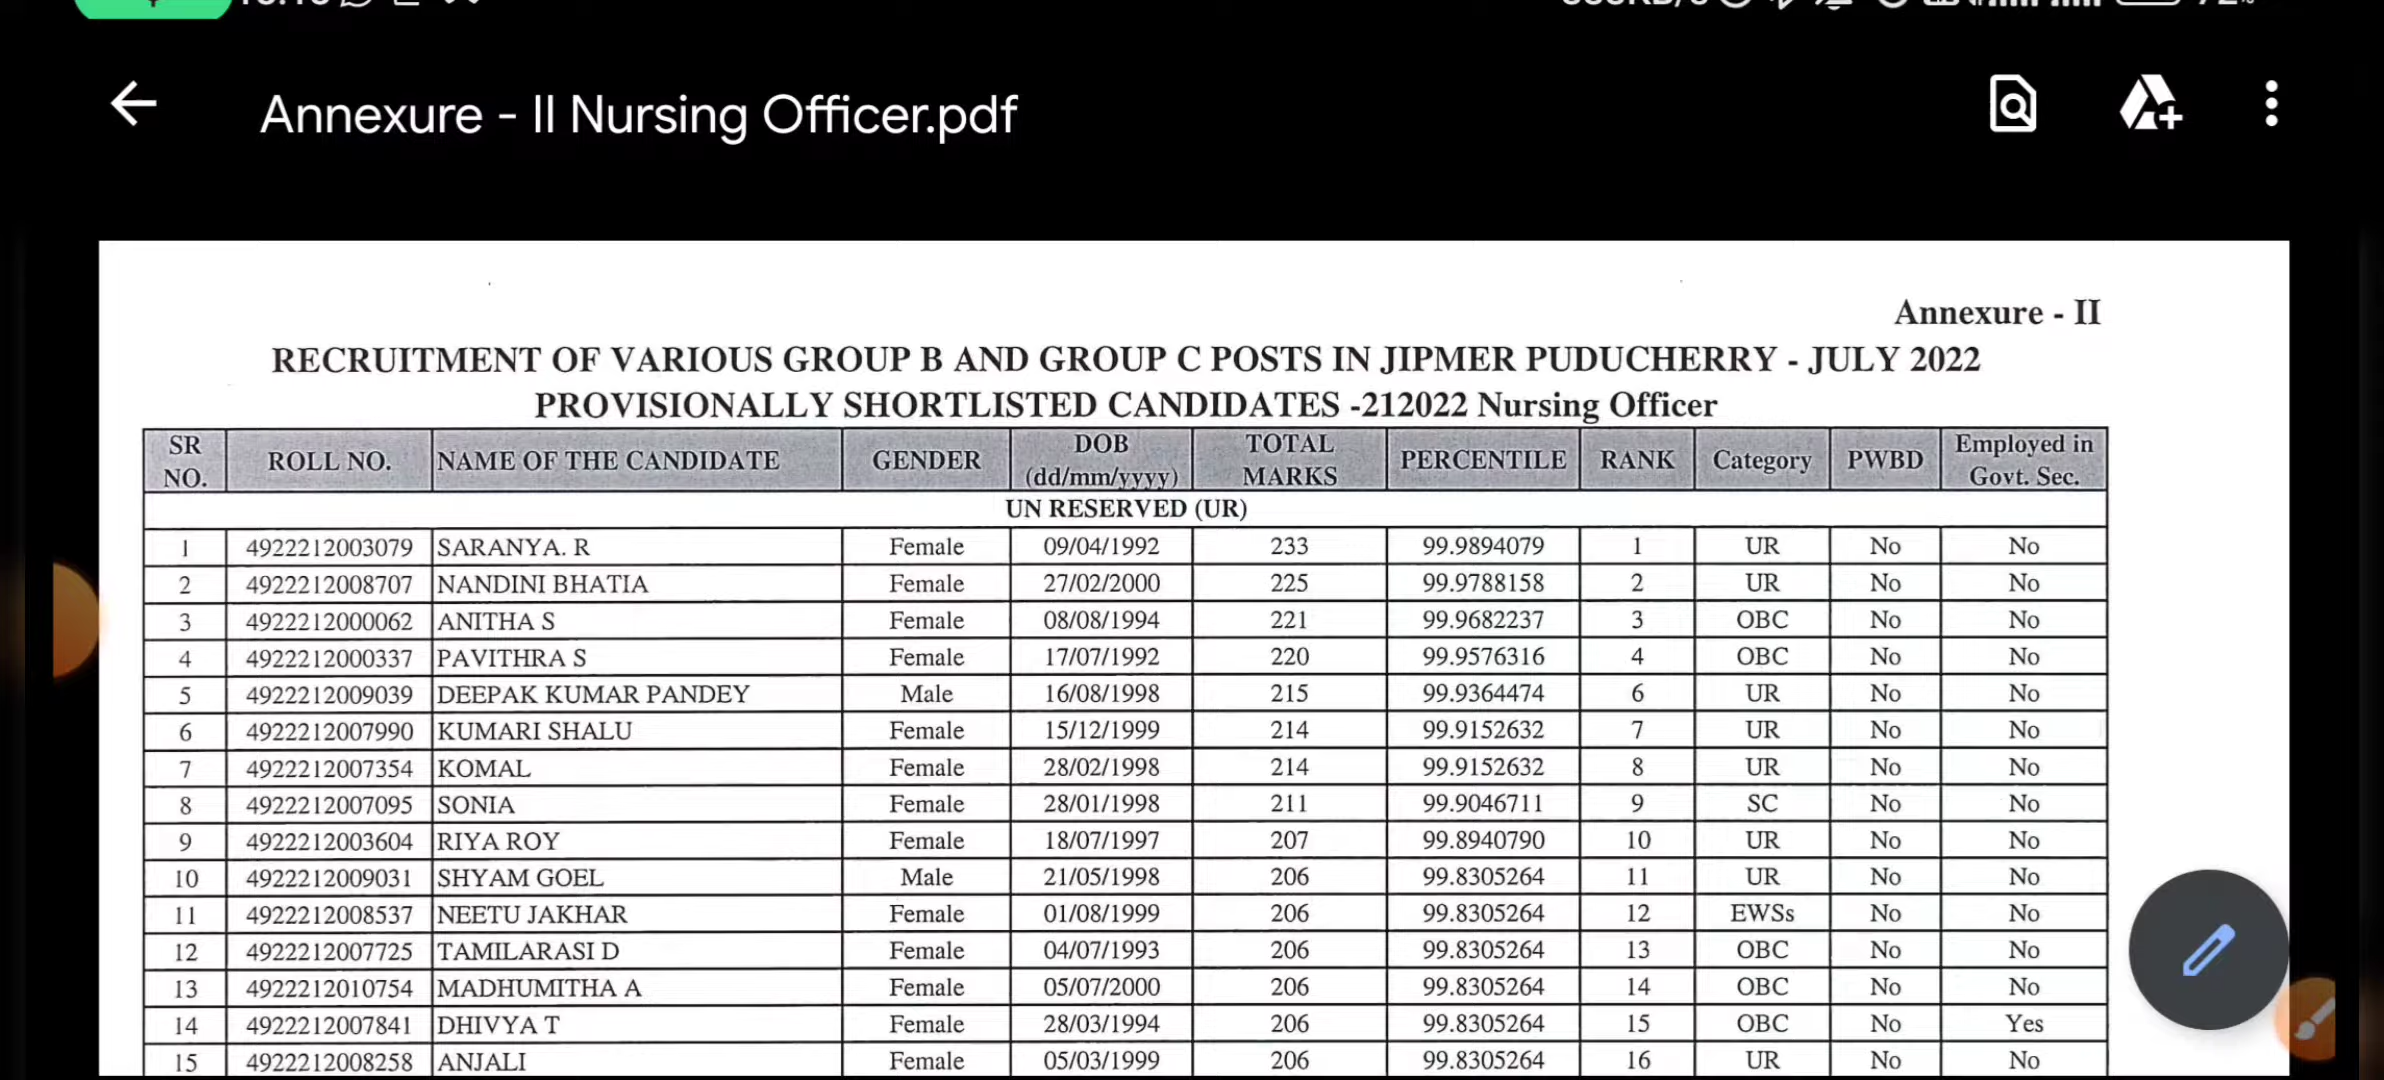 Annexure - II Nursing Officer.pdf
Annexure - II
RECRUITMENT OF VARIOUS GROUP B AND GROUP C POSTS IN JIPMER PUDUCHERRY - JULY 2022
PROVISIONALLY SHORTLISTED CANDIDATES -212022 Nursing Officer
SR NO. ROLL NO. NAME OF THE CANDIDATE GENDER DOB (dd/mm/yyyy) TOTAL MARKS PERCENTILE RANK Category PWBD Employed in Govt. Sec.
UN RESERVED (UR)
1 4922212003079 SARANYA. R Female 09/04/1992 233 99.9894079 1 UR No No
2 4922212008707 NANDINI BHATIA Female 27/02/2000 225 99.9788158 2 UR No No
3 4922212000062 ANITHA S Female 08/08/1994 221 99.9682237 3 OBC No No
4 4922212000337 PAVITHRA S Female 17/07/1992 220 99.9576316 4 OBC No No
5 4922212009039 DEEPAK KUMAR PANDEY Male 16/08/1998 215 99.9364474 6 UR No No
6 4922212007990 KUMARI SHALU Female 15/12/1999 214 99.9152632 7 UR No No
7 4922212007354 KOMAL Female 28/02/1998 214 99.9152632 8 UR No No
8 4922212007095 SONIA Female 28/01/1998 211 99.9046711 9 SC No No
9 4922212003604 RIYA ROY Female 18/07/1997 207 99.8940790 10 UR No No
10 4922212009031 SHYAM GOEL Male 21/05/1998 206 99.8305264 11 UR No No
11 4922212008537 NEETU JAKHAR Female 01/08/1999 206 99.8305264 12 EWSs No No
12 4922212007725 TAMILARASI D Female 04/07/1993 206 99.8305264 13 OBC No No
13 4922212010754 MADHUMITHA A Female 05/07/2000 206 99.8305264 14 OBC No No
14 4922212007841 DHIVYA T Female 28/03/1994 206 99.8305264 15 OBC No Yes
15 4922212008258 ANJALI Female 05/03/1999 206 99.8305264 16 UR No No